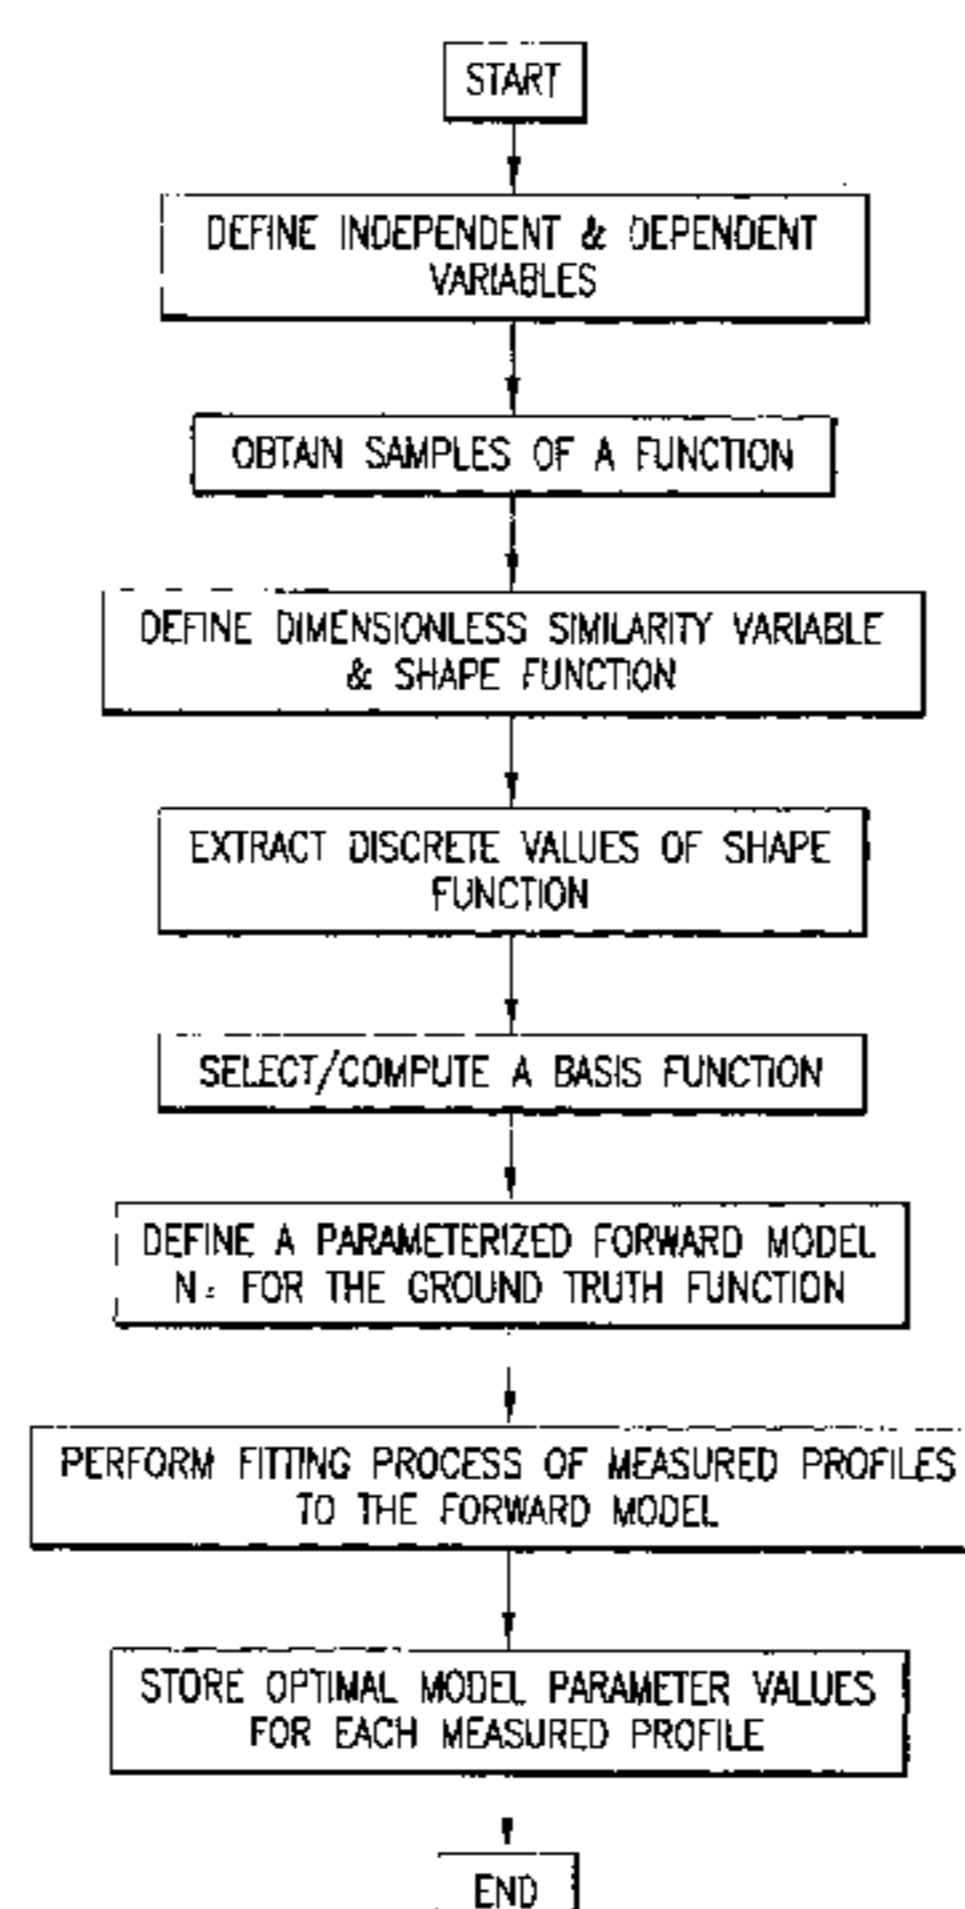 START
DEFINE INDEPENDENT & DEPENDENT
VARIABLES
OBTAIN SAMPLES OF A FUNCTION
DEFINE DIMENSIONLESS SIMILARITY VARIABLE
& SHAPE FUNCTION
EXTRACT DISCRETE VALUES OF SHAPE
FUNCTION
SELECT/COMPUTE A BASIS FUNCTION
DEFINE A PARAMETERIZED FORWARD MODEL
FOR THE GROUND TRUTH FUNCTION
PERFORM FITTING PROCESS OF MEASURED PROFILES
TO THE FORWARD MODEL
STORE OPTIMAL MODEL PARAMETER VALUES
FOR EACH MEASURED PROFILE
END